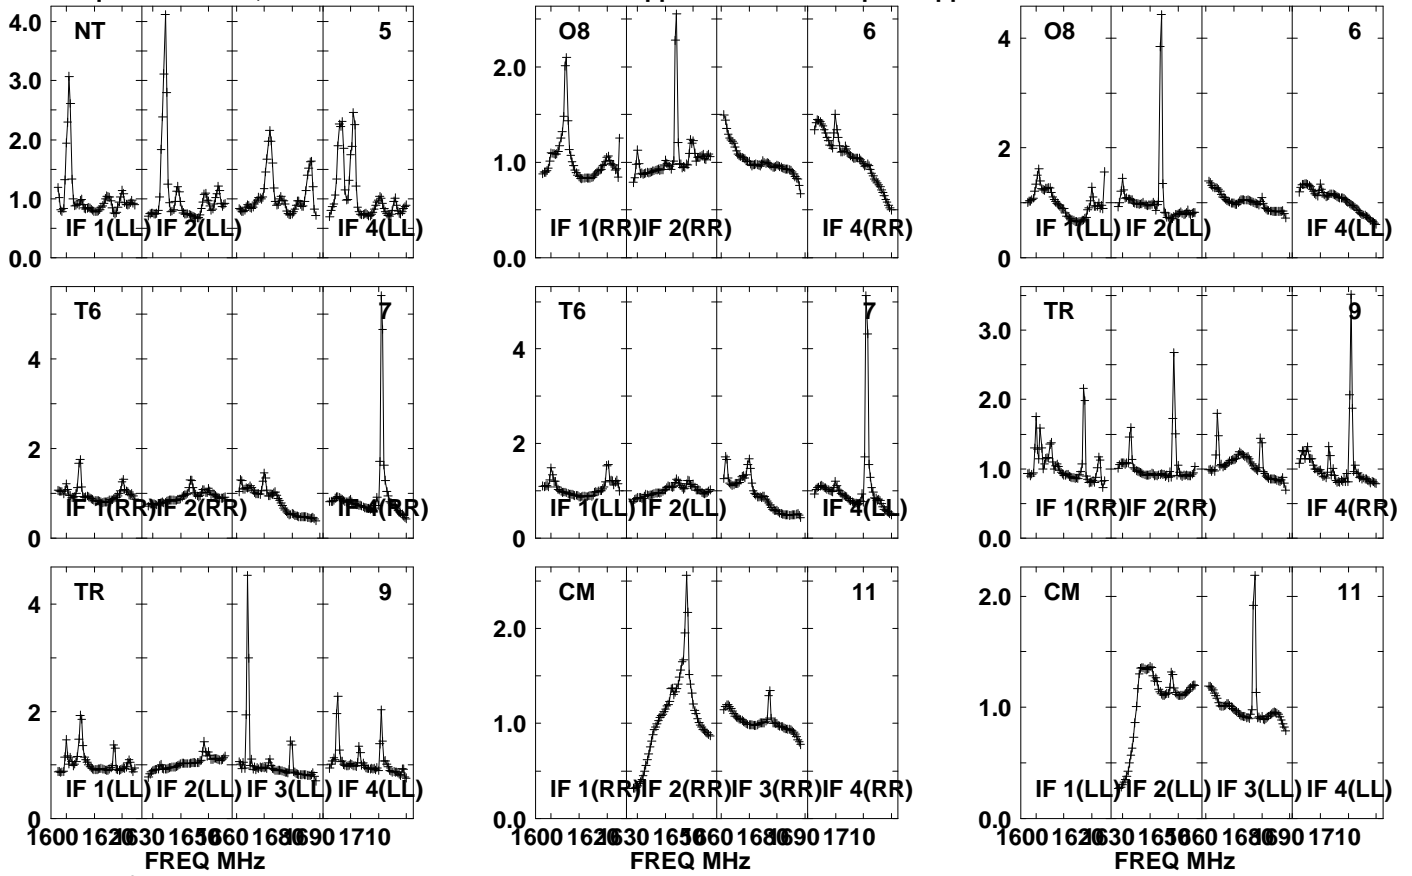 NT 5 O8 6 O8 6
4.0
3.0 2.0 4
2.0
1.0 1.0 2
IF 1(LL) IF 2(LL) IF 4(LL) IF 1(RR) IF 2(RR) IF 4(RR) IF 1(LL) IF 2(LL) IF 4(LL)
0.0 0.0 0
T6 7 T6 7 TR 9
4 4 3.0
2.0
2 2 1.0
IF 1(RR) IF 2(RR) IF 4(RR) IF 1(LL) IF 2(LL) IF 4(LL) IF 1(RR) IF 2(RR) IF 4(RR)
0 0 0.0
TR 9 CM 11 CM 11
4 2.0 2.0
2 1.0 1.0
IF 1(LL) IF 2(LL) IF 3(LL) IF 4(LL) IF 1(RR) IF 2(RR) IF 3(RR) IF 4(RR) IF 1(LL) IF 2(LL) IF 3(LL) IF 4(LL)
0 0.0 0.0
1600 1620 1630 1650 1660 1680 1690 1710 1600 1620 1630 1650 1660 1680 1690 1710 1600 1620 1630 1650 1660 1680 1690 1710
FREQ MHz FREQ MHz FREQ MHz